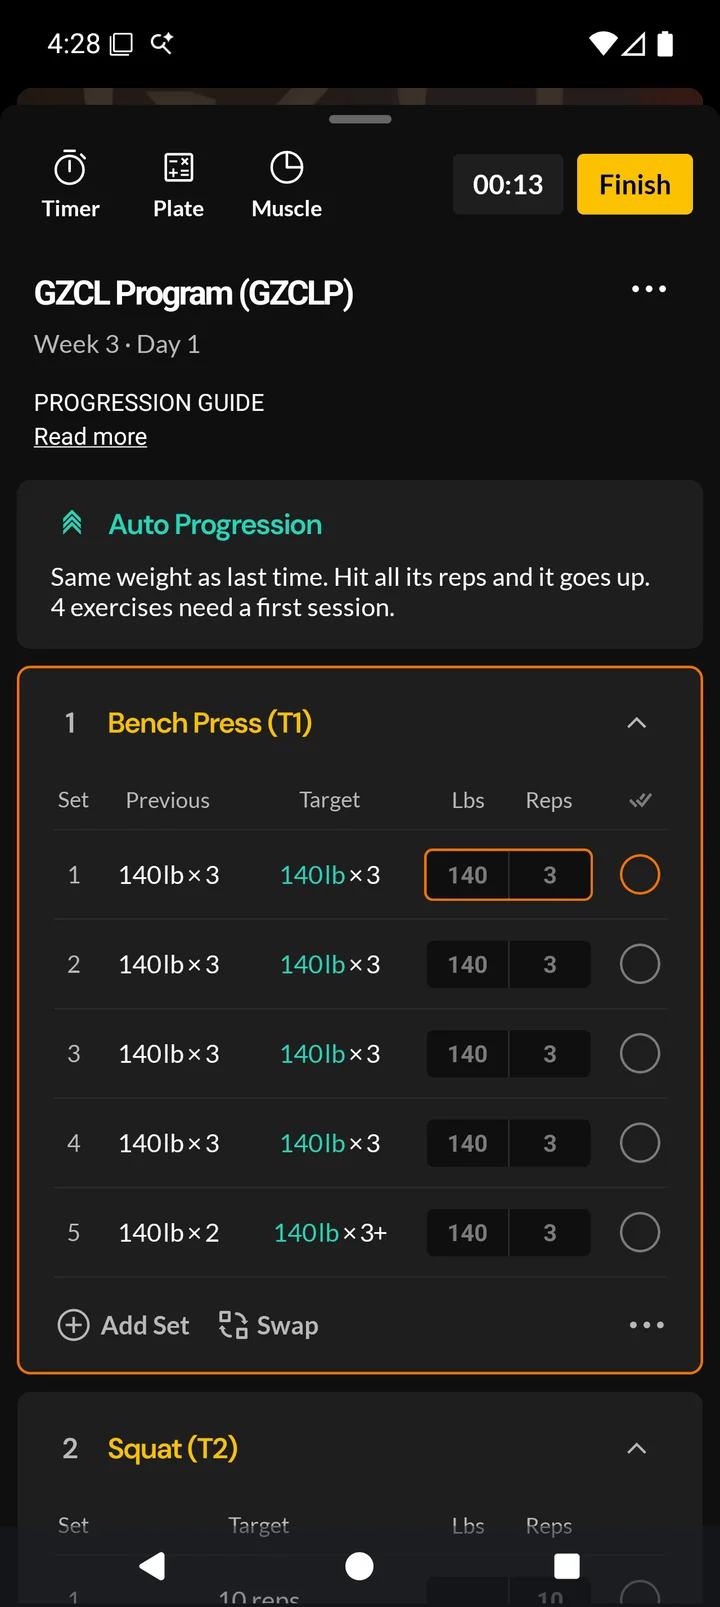 4:28
Timer Plate Muscle 00:13 Finish
GZCL Program (GZCLP)
Week 3 · Day 1
PROGRESSION GUIDE
Read more
Auto Progression
Same weight as last time. Hit all its reps and it goes up.
4 exercises need a first session.
1 Bench Press (T1)
Set Previous Target Lbs Reps
1 140lb×3 140lb×3 140 3
2 140lb×3 140lb×3 140 3
3 140lb×3 140lb×3 140 3
4 140lb×3 140lb×3 140 3
5 140lb×2 140lb×3+ 140 3
Add Set Swap
2 Squat (T2)
Set Target Lbs Reps
1 10 reps 10